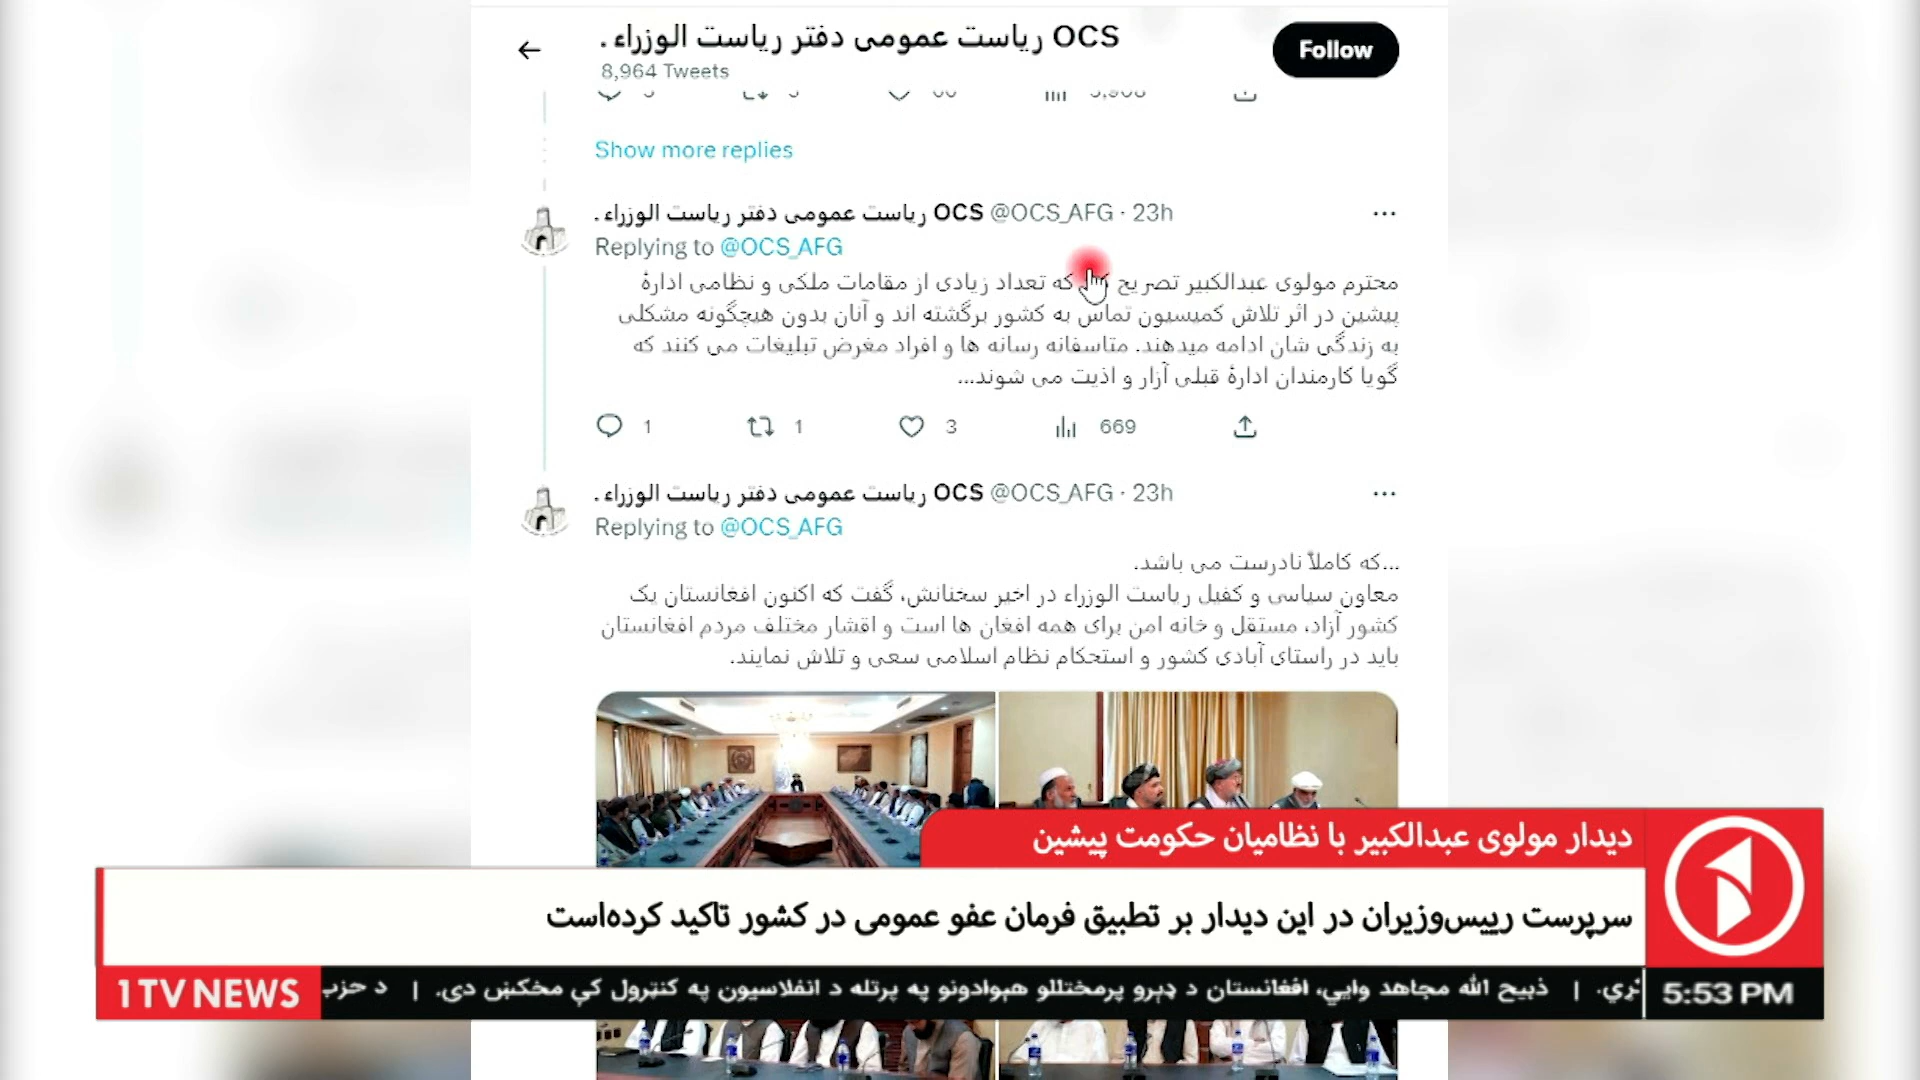 OCS ریاست عمومی دفتر ریاست الوزراء .
8,964 Tweets
Follow
Show more replies
OCS ریاست عمومی دفتر ریاست الوزراء . @OCS_AFG · 23h
Replying to @OCS_AFG
محترم مولوی عبدالکبیر تصریح که تعداد زیادی از مقامات ملکی و نظامی ادارهٔ
پیشین در اثر تلاش کمیسیون تماس به کشور برگشته اند و آنان بدون هیچگونه مشکلی
به زندگی شان ادامه میدهند. متاسفانه رسانه ها و افراد مغرض تبلیغات می کنند که
گویا کارمندان ادارهٔ قبلی آزار و اذیت می شوند...
1 1 3 669
OCS ریاست عمومی دفتر ریاست الوزراء . @OCS_AFG · 23h
Replying to @OCS_AFG
...که کاملاً نادرست می باشد.
معاون سیاسی و کفیل ریاست الوزراء در اخیر سخنانش، گفت که اکنون افغانستان یک
کشور آزاد، مستقل و خانه امن برای همه افغان ها است و اقشار مختلف مردم افغانستان
باید در راستای آبادی کشور و استحکام نظام اسلامی سعی و تلاش نمایند.
دیدار مولوی عبدالکبیر با نظامیان حکومت پیشین
سرپرست رییس‌وزیران در این دیدار بر تطبیق فرمان عفو عمومی در کشور تاکید کرده‌است
1TV NEWS
ذبیح الله مجاهد وایي، افغانستان د ډېرو پرمختللو هېوادونو په پرتله د انفلاسیون په کنټرول کې مخکښ دی. | د حزب
5:53 PM